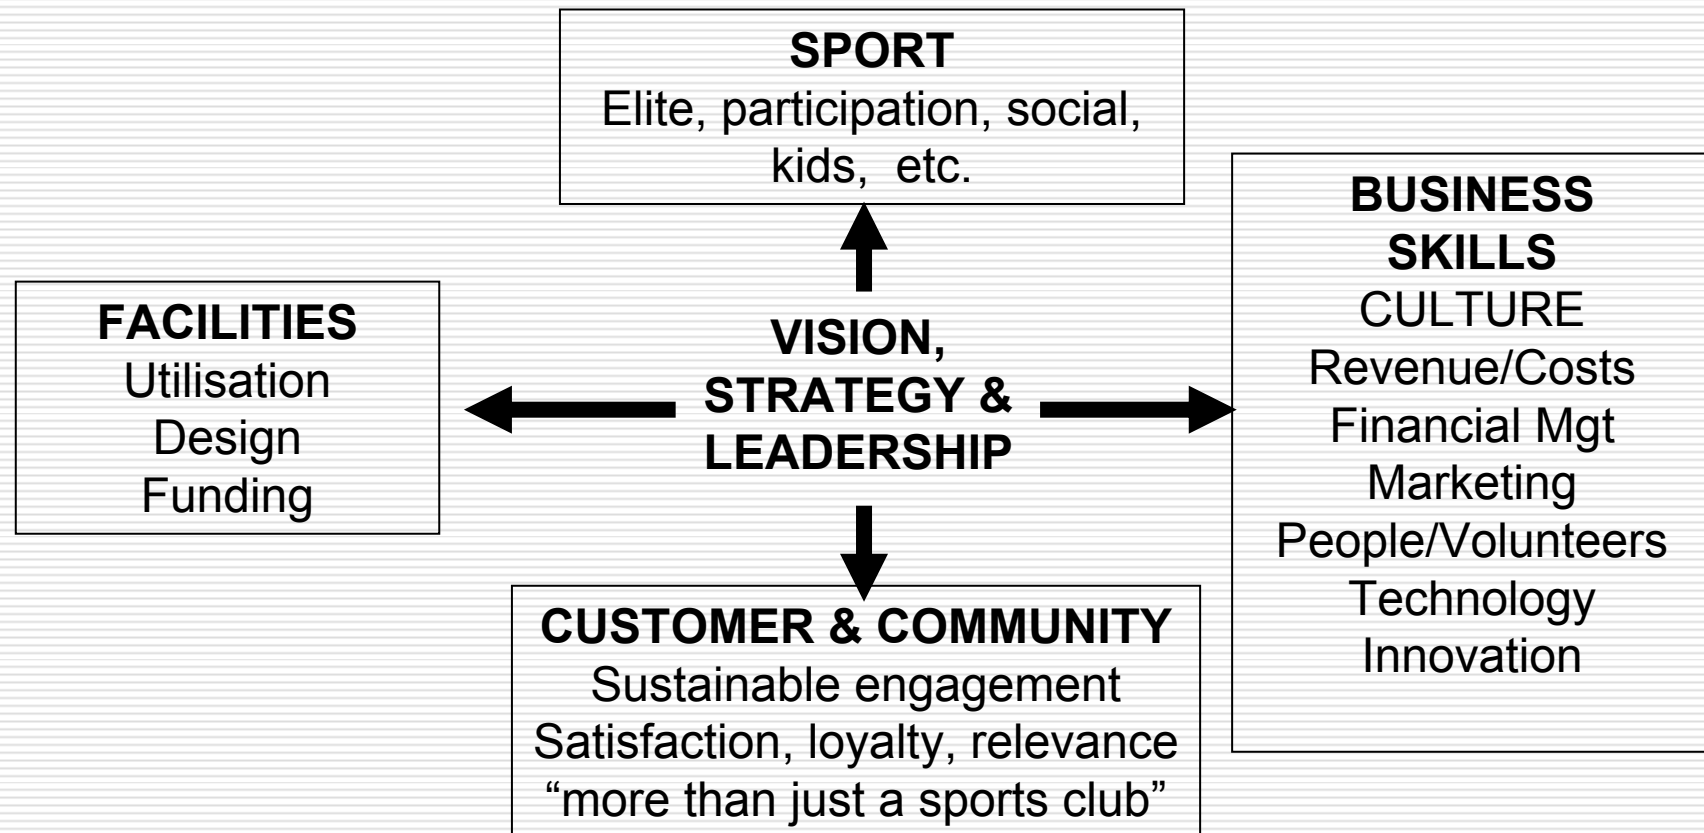 SPORT
Elite, participation, social,
kids, etc.
FACILITIES
Utilisation
Design
Funding
VISION,
STRATEGY &
LEADERSHIP
BUSINESS
SKILLS
CULTURE
Revenue/Costs
Financial Mgt
Marketing
People/Volunteers
Technology
Innovation
CUSTOMER & COMMUNITY
Sustainable engagement
Satisfaction, loyalty, relevance
“more than just a sports club”